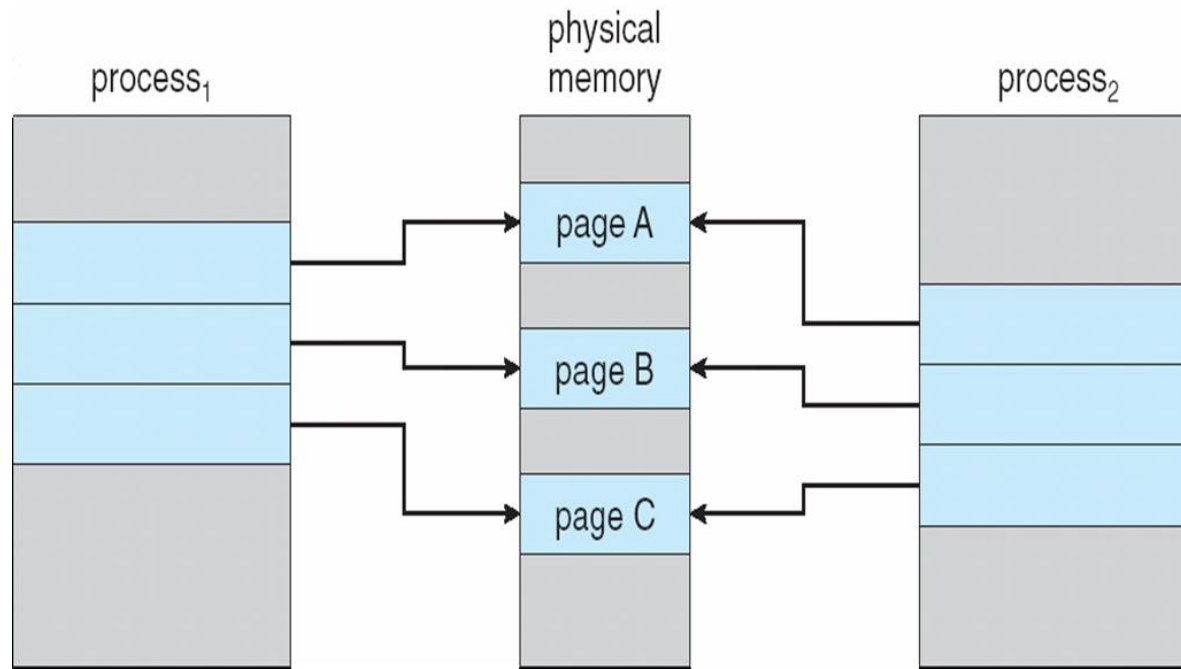 process₁
physical
memory
process₂
page A
page B
page C